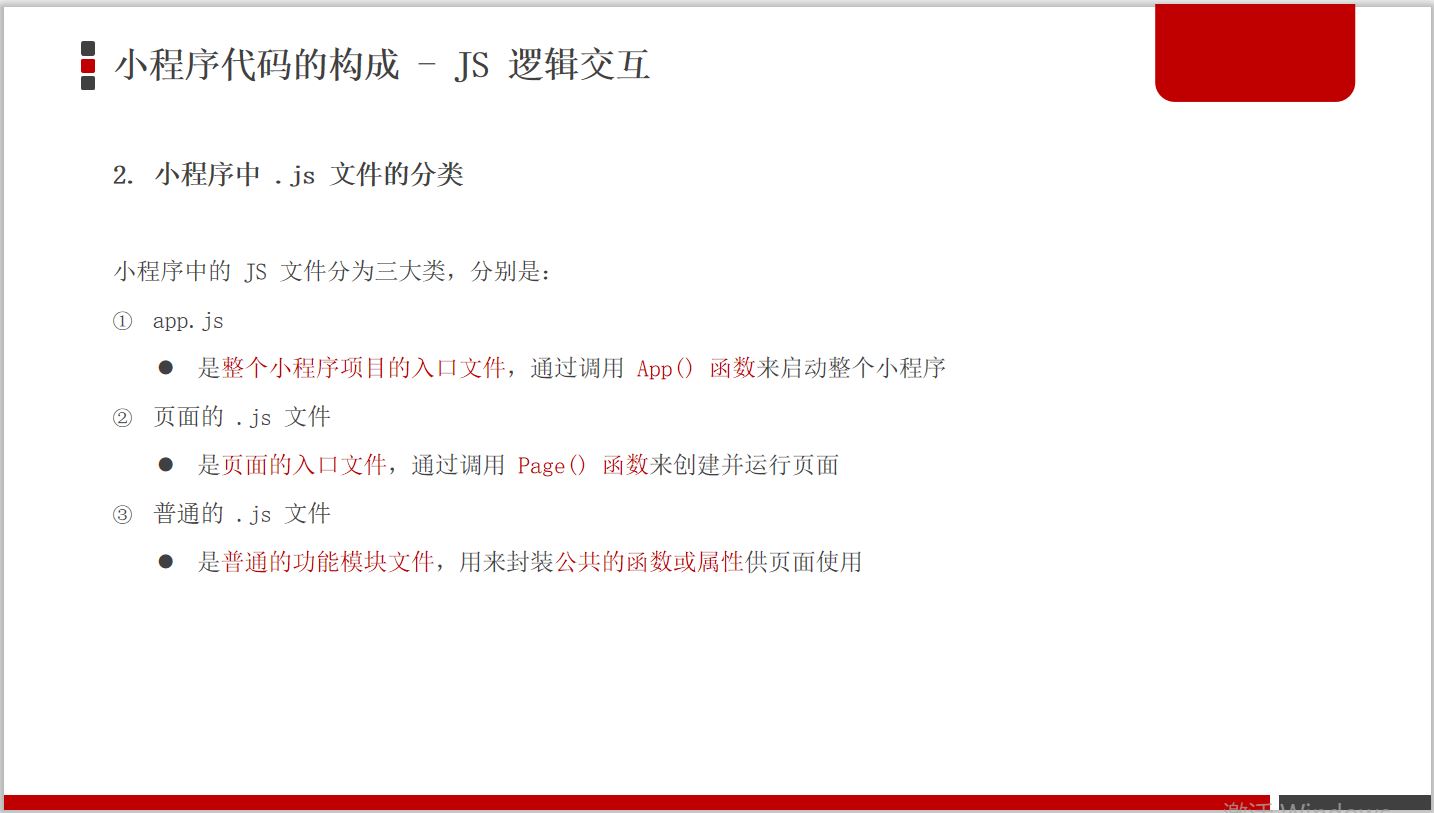 小程序代码的构成 - JS 逻辑交互
2. 小程序中 .js 文件的分类
小程序中的 JS 文件分为三大类，分别是：
① app.js
● 是整个小程序项目的入口文件，通过调用 App() 函数来启动整个小程序
② 页面的 .js 文件
● 是页面的入口文件，通过调用 Page() 函数来创建并运行页面
③ 普通的 .js 文件
● 是普通的功能模块文件，用来封装公共的函数或属性供页面使用
激活 Windows